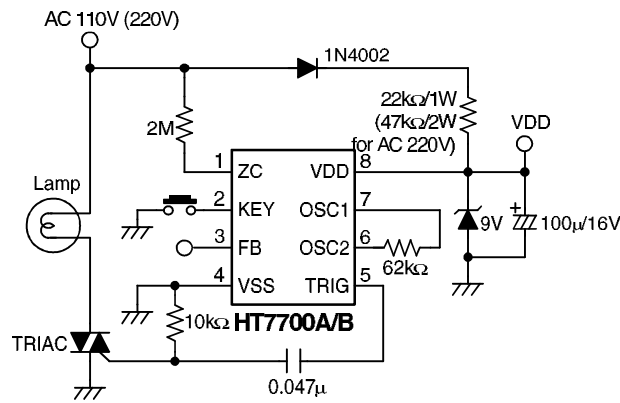 AC 110V (220V)
1N4002
22kΩ/1W
(47kΩ/2W
for AC 220V)
VDD
2M
1 ZC VDD 8
Lamp
2 KEY OSC1 7
9V
+
100μ/16V
3 FB OSC2 6
62kΩ
4 VSS TRIG 5
10kΩ
HT7700A/B
TRIAC
0.047μ